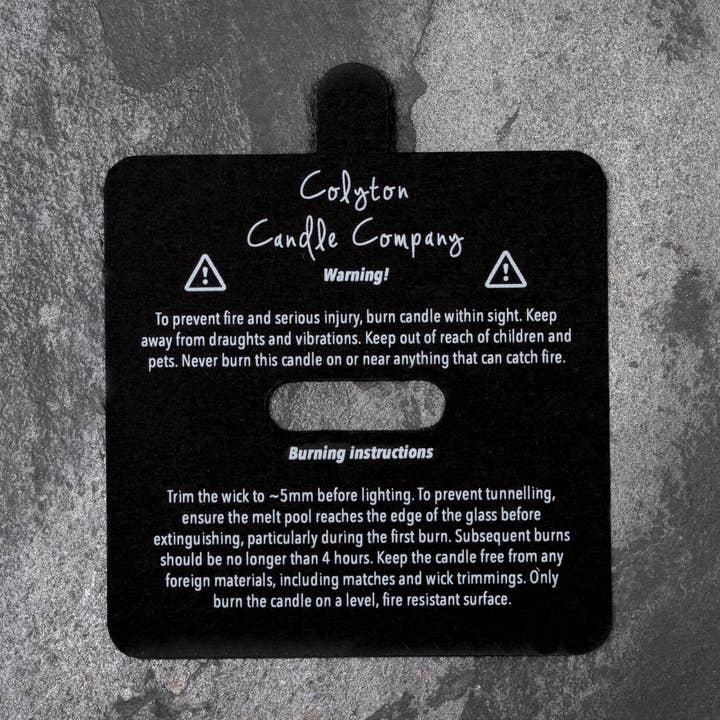 Colyton
Candle Company
Warning!
To prevent fire and serious injury, burn candle within sight. Keep
away from draughts and vibrations. Keep out of reach of children and
pets. Never burn this candle on or near anything that can catch fire.
Burning instructions
Trim the wick to ~5mm before lighting. To prevent tunnelling,
ensure the melt pool reaches the edge of the glass before
extinguishing, particularly during the first burn. Subsequent burns
should be no longer than 4 hours. Keep the candle free from any
foreign materials, including matches and wick trimmings. Only
burn the candle on a level, fire resistant surface.